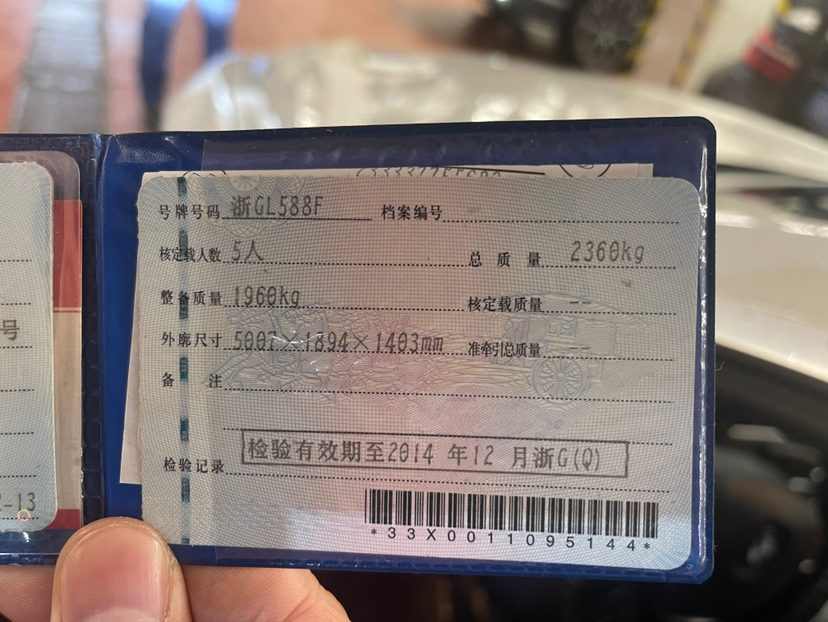 号牌号码 浙GL588F 档案编号
核定载人数 5人 总质量 2360kg
整备质量 1960kg 核定载质量 --
外廓尺寸 5007×1894×1403mm 准牵引总质量 --
备注
检验记录 检验有效期至2014 年12 月浙G(Q)
*33X0011095144*
号
-13